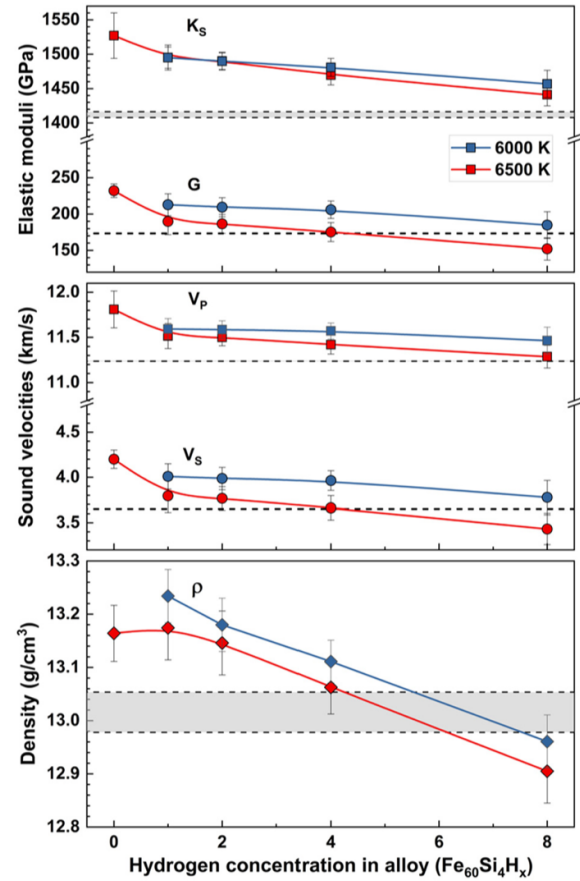 1550
1500
1450
1400
250
200
150
Elastic moduli (GPa)
K_S
G
6000 K
6500 K
12.0
11.5
11.0
4.5
4.0
3.5
Sound velocities (km/s)
V_P
V_S
13.3
13.2
13.1
13.0
12.9
12.8
Density (g/cm³)
ρ
0 2 4 6 8
Hydrogen concentration in alloy (Fe₆₀Si₄Hₓ)